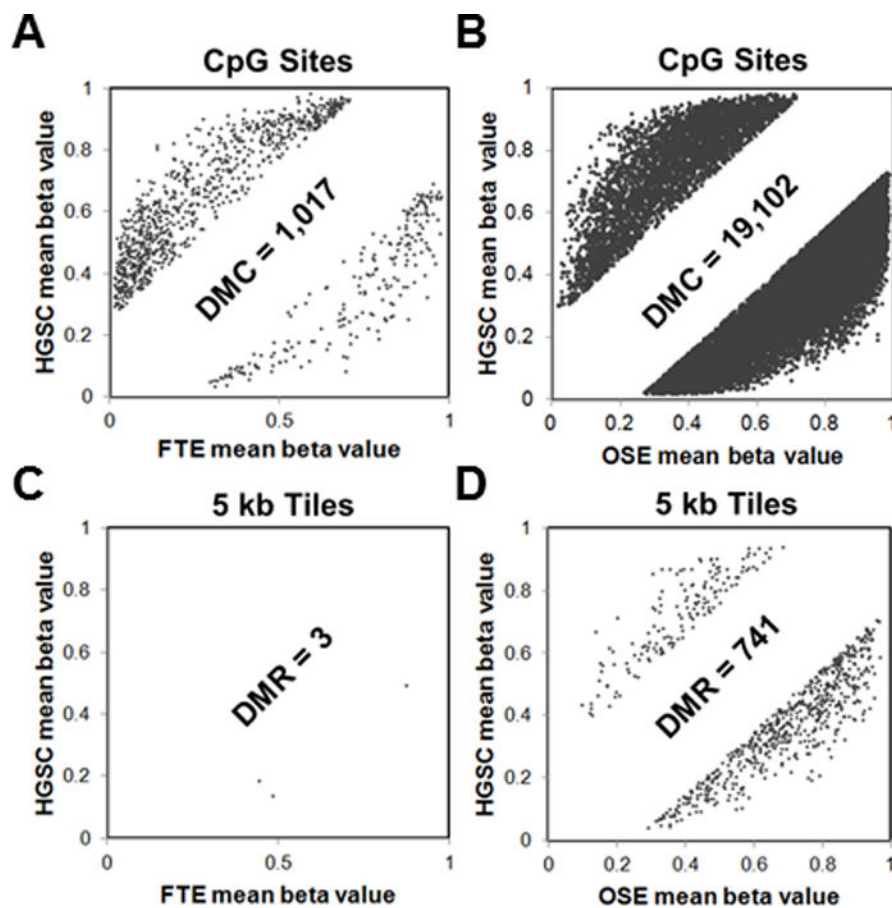 A
CpG Sites
HGSC mean beta value
1
0.8
0.6
0.4
0.2
0
DMC = 1,017
0
0.5
1
FTE mean beta value
B
CpG Sites
HGSC mean beta value
1
0.8
0.6
0.4
0.2
0
DMC = 19,102
0
0.2
0.4
0.6
0.8
1
OSE mean beta value
C
5 kb Tiles
HGSC mean beta value
1
0.8
0.6
0.4
0.2
0
DMR = 3
0
0.5
1
FTE mean beta value
D
5 kb Tiles
HGSC mean beta value
1
0.8
0.6
0.4
0.2
0
DMR = 741
0
0.2
0.4
0.6
0.8
1
OSE mean beta value